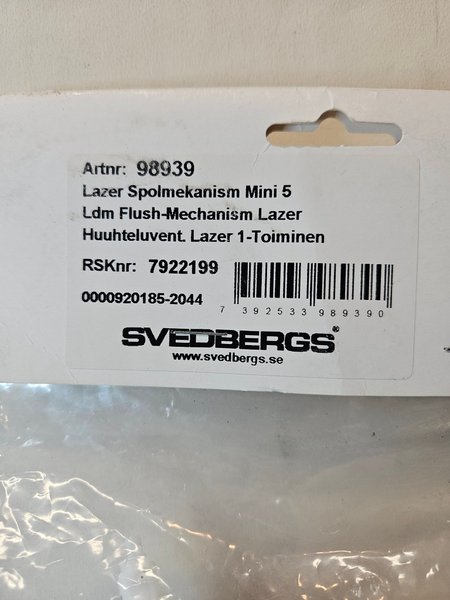 Artnr: 98939
Lazer Spolmekanism Mini 5
Ldm Flush-Mechanism Lazer
Huuhteluvent. Lazer 1-Toiminen
RSKnr: 7922199
0000920185-2044
7 392533 989390
SVEDBERGS®
www.svedbergs.se